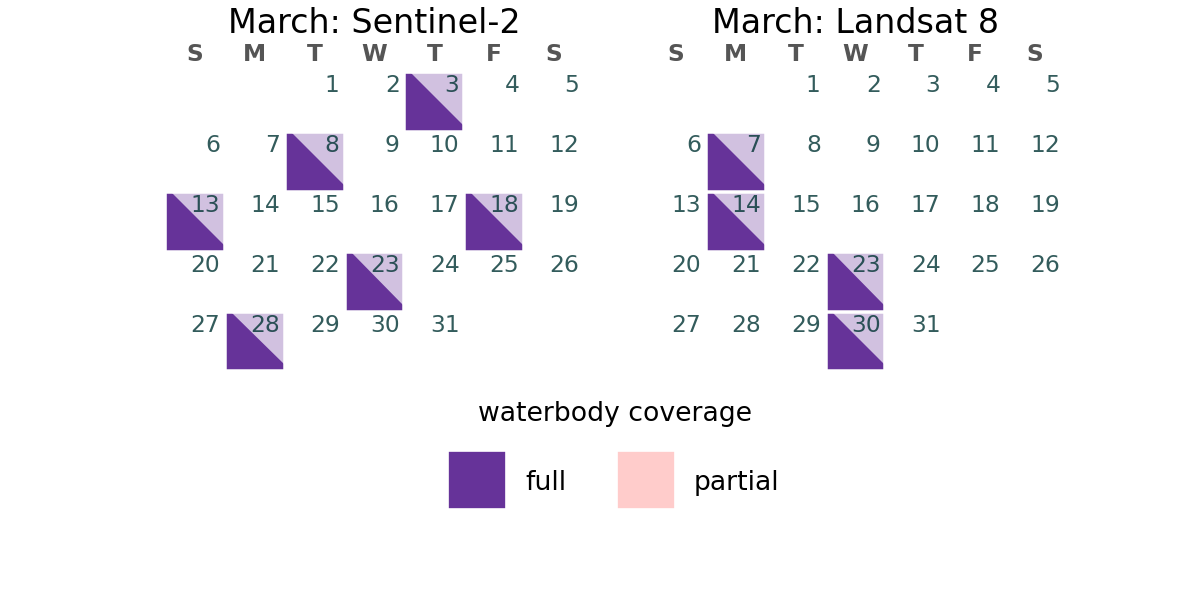 March: Sentinel-2
S M T W T F S
1 2 3 4 5
6 7 8 9 10 11 12
13 14 15 16 17 18 19
20 21 22 23 24 25 26
27 28 29 30 31
March: Landsat 8
S M T W T F S
1 2 3 4 5
6 7 8 9 10 11 12
13 14 15 16 17 18 19
20 21 22 23 24 25 26
27 28 29 30 31
waterbody coverage
full partial